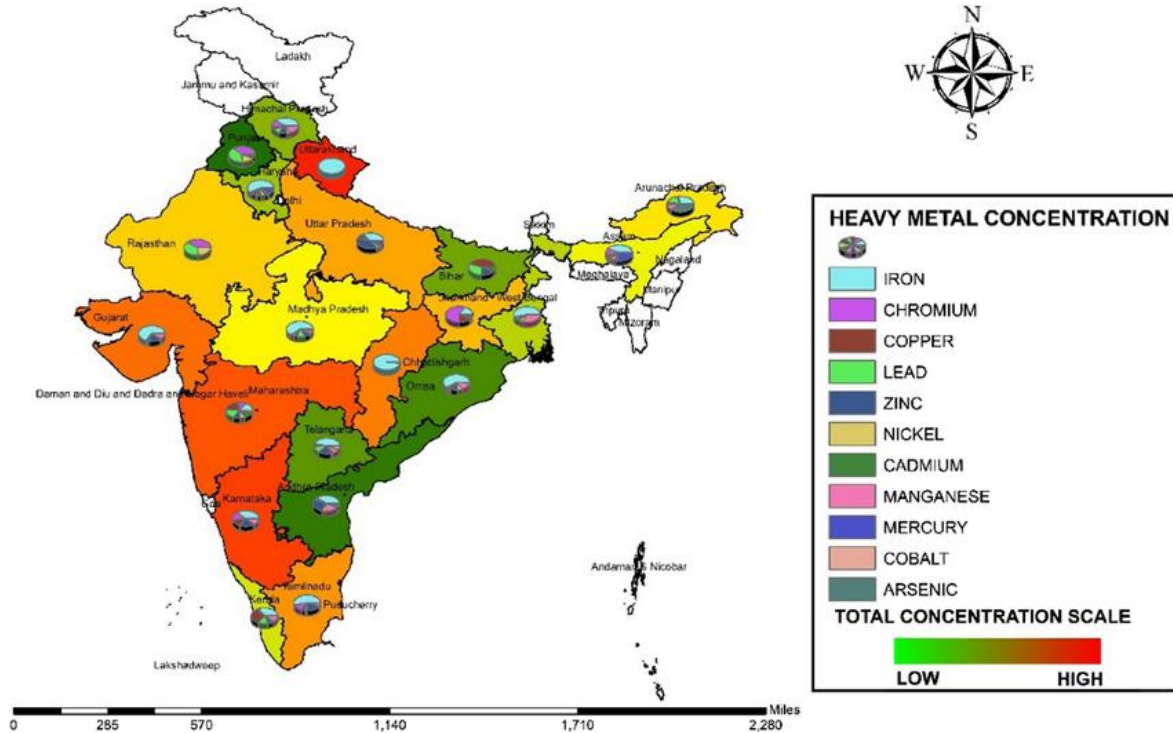 N
W E
S
Ladakh
Jammu and Kasemir
Himachal Pradesh
Punjab
Uttarakhand
Haryana
Delhi
Arunachal Pradesh
Uttar Pradesh
Sikkim
Assam
Rajasthan
Nagaland
Bihar
Meghalaya
Manipur
Jharkhand
West Bengal
Tripura
Mizoram
Madhya Pradesh
Gujarat
Chhattishgarh
Orrisa
Daman and Diu and Dadra and Nagar Haveli
Maharashtra
Telangana
Andhra Pradesh
Karnataka
Goa
Andaman & Nicobar
Tamilnadu
Kerala
Puducherry
Lakshadweep
HEAVY METAL CONCENTRATION
IRON
CHROMIUM
COPPER
LEAD
ZINC
NICKEL
CADMIUM
MANGANESE
MERCURY
COBALT
ARSENIC
TOTAL CONCENTRATION SCALE
LOW HIGH
Miles
0 285 570 1,140 1,710 2,280